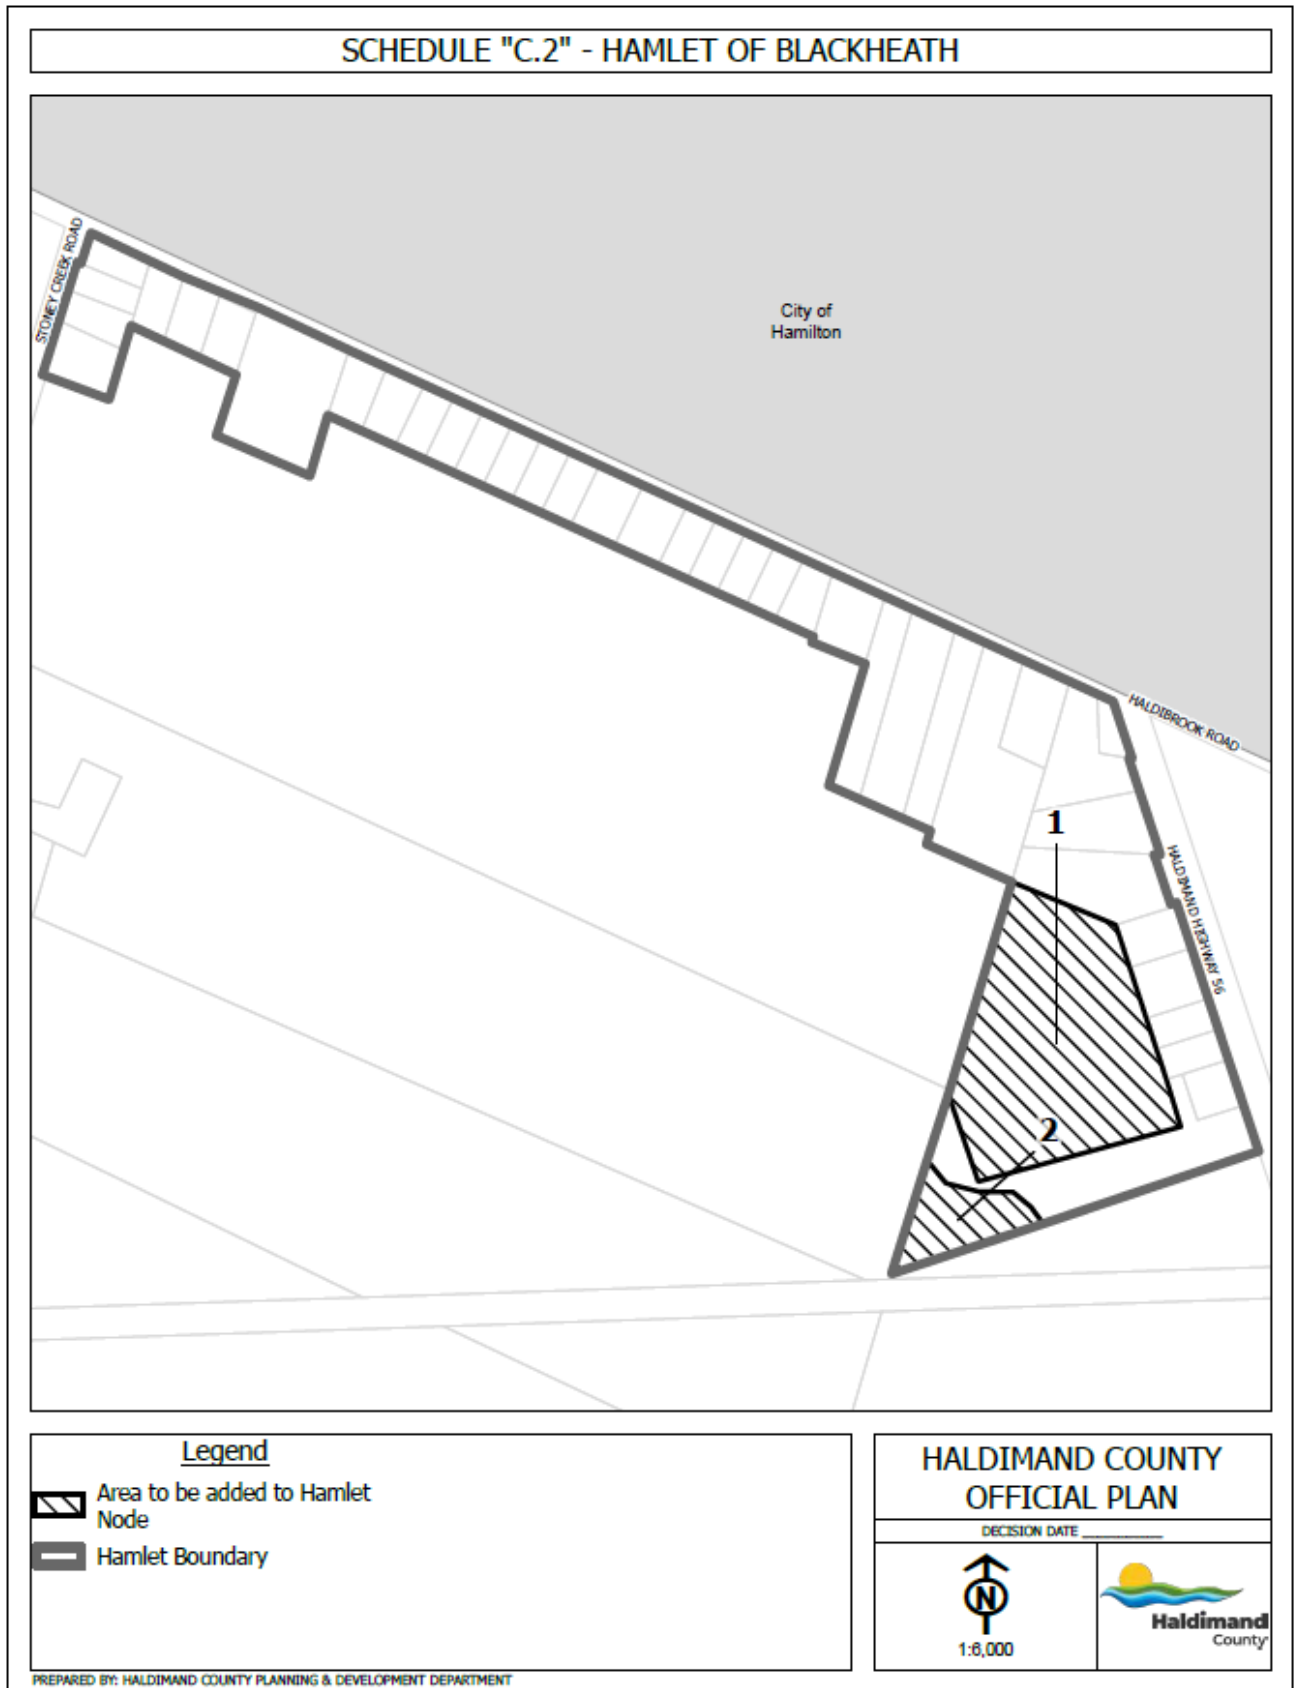 SCHEDULE "C.2" - HAMLET OF BLACKHEATH
STONEY CREEK ROAD
City of
Hamilton
HALDIBROOK ROAD
1
HALDIMAND HIGHWAY 56
2
Legend
Area to be added to Hamlet
Node
Hamlet Boundary
HALDIMAND COUNTY
OFFICIAL PLAN
DECISION DATE ___________
N
1:6,000
Haldimand
County
PREPARED BY: HALDIMAND COUNTY PLANNING & DEVELOPMENT DEPARTMENT